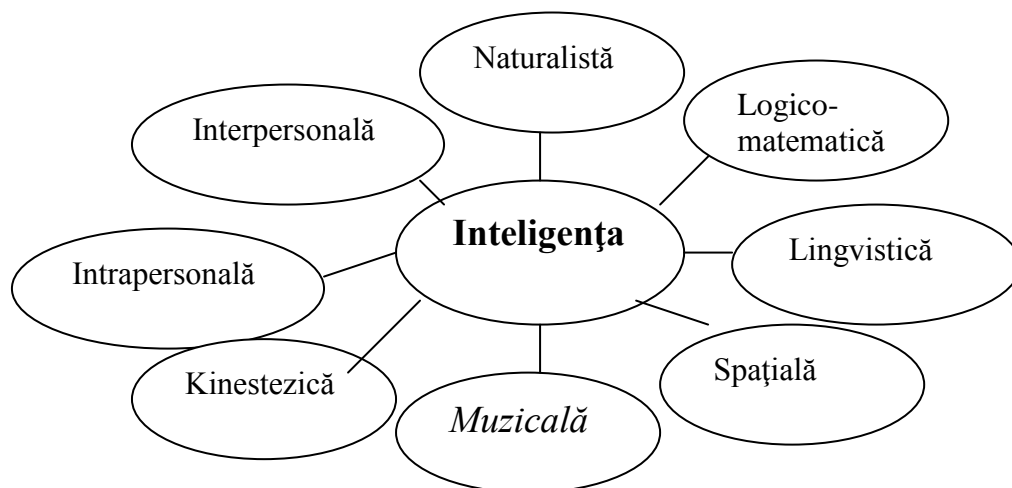 Naturalistă
Logico-
matematică
Interpersonală
Inteligenţa
Lingvistică
Intrapersonală
Spaţială
Kinestezică
Muzicală